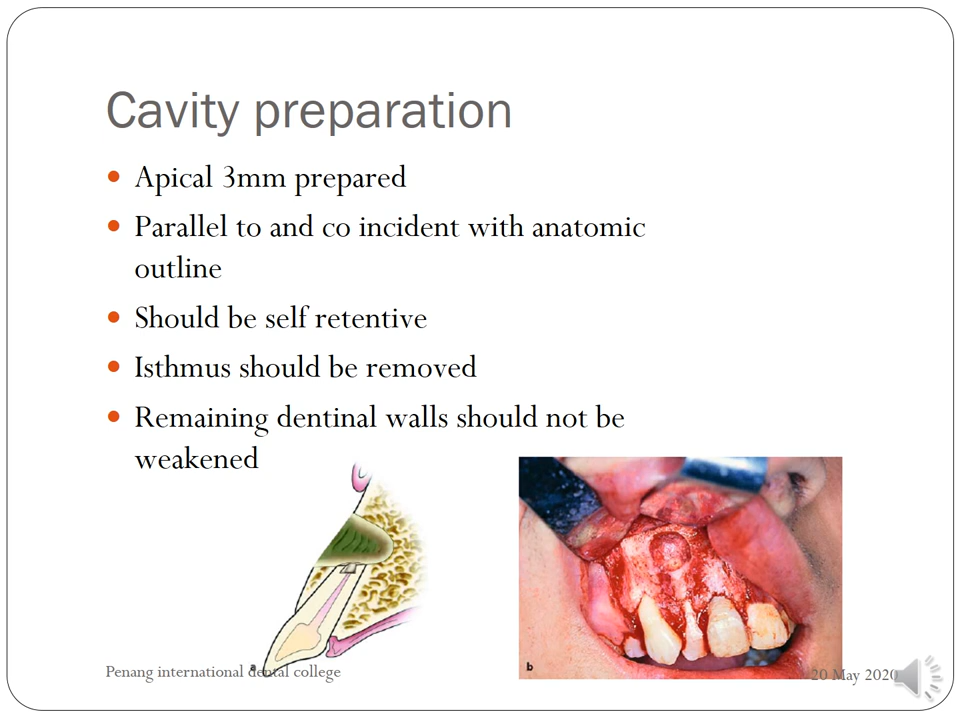 Cavity preparation
Apical 3mm prepared
Parallel to and co incident with anatomic
outline
Should be self retentive
Isthmus should be removed
Remaining dentinal walls should not be
weakened
a
b
Penang international dental college
20 May 2020